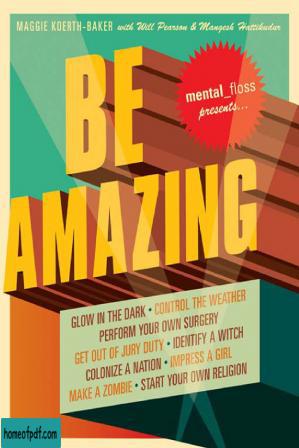 MAGGIE KOERTH-BAKER with Will Pearson & Mangesh Hattikudur
mental_floss
presents...
BE
AMAZING
GLOW IN THE DARK • CONTROL THE WEATHER
PERFORM YOUR OWN SURGERY
GET OUT OF JURY DUTY • IDENTIFY A WITCH
COLONIZE A NATION • IMPRESS A GIRL
MAKE A ZOMBIE • START YOUR OWN RELIGION
homeofpdf.com